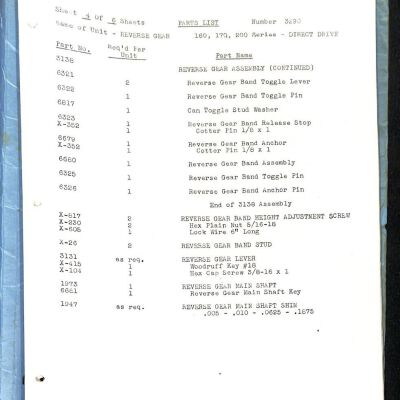 Sheet 4 of 6 Sheets PARTS LIST Number 3290
Name of Unit - REVERSE GEAR 160, 170, 200 Series - DIRECT DRIVE
Part No. Req'd Per Unit Part Name
3138 REVERSE GEAR ASSEMBLY (CONTINUED)
6321 2 Reverse Gear Band Toggle Lever
6322 1 Reverse Gear Band Toggle Pin
6817 1 Can Toggle Stud Washer
6323 1 Reverse Gear Band Release Stop
X-352 1 Cotter Pin 1/8 x 1
6679 1 Reverse Gear Band Anchor
X-352 1 Cotter Pin 1/8 x 1
6680 1 Reverse Gear Band Assembly
6325 1 Reverse Gear Band Toggle Pin
6326 1 Reverse Gear Band Anchor Pin
End of 3138 Assembly
X-617 2 REVERSE GEAR BAND HEIGHT ADJUSTMENT SCREW
X-230 2 Hex Plain Nut 5/16-18
X-605 1 Lock Wire 6" Long
X-26 2 REVERSE GEAR BAND STUD
3131 as req. REVERSE GEAR LEVER
X-415 1 Woodruff Key #18
X-104 1 Hex Cap Screw 3/8-16 x 1
1973 1 REVERSE GEAR MAIN SHAFT
6661 1 Reverse Gear Main Shaft Key
1947 as req. REVERSE GEAR MAIN SHAFT SHIM
.005 - .010 - .0625 - .1875